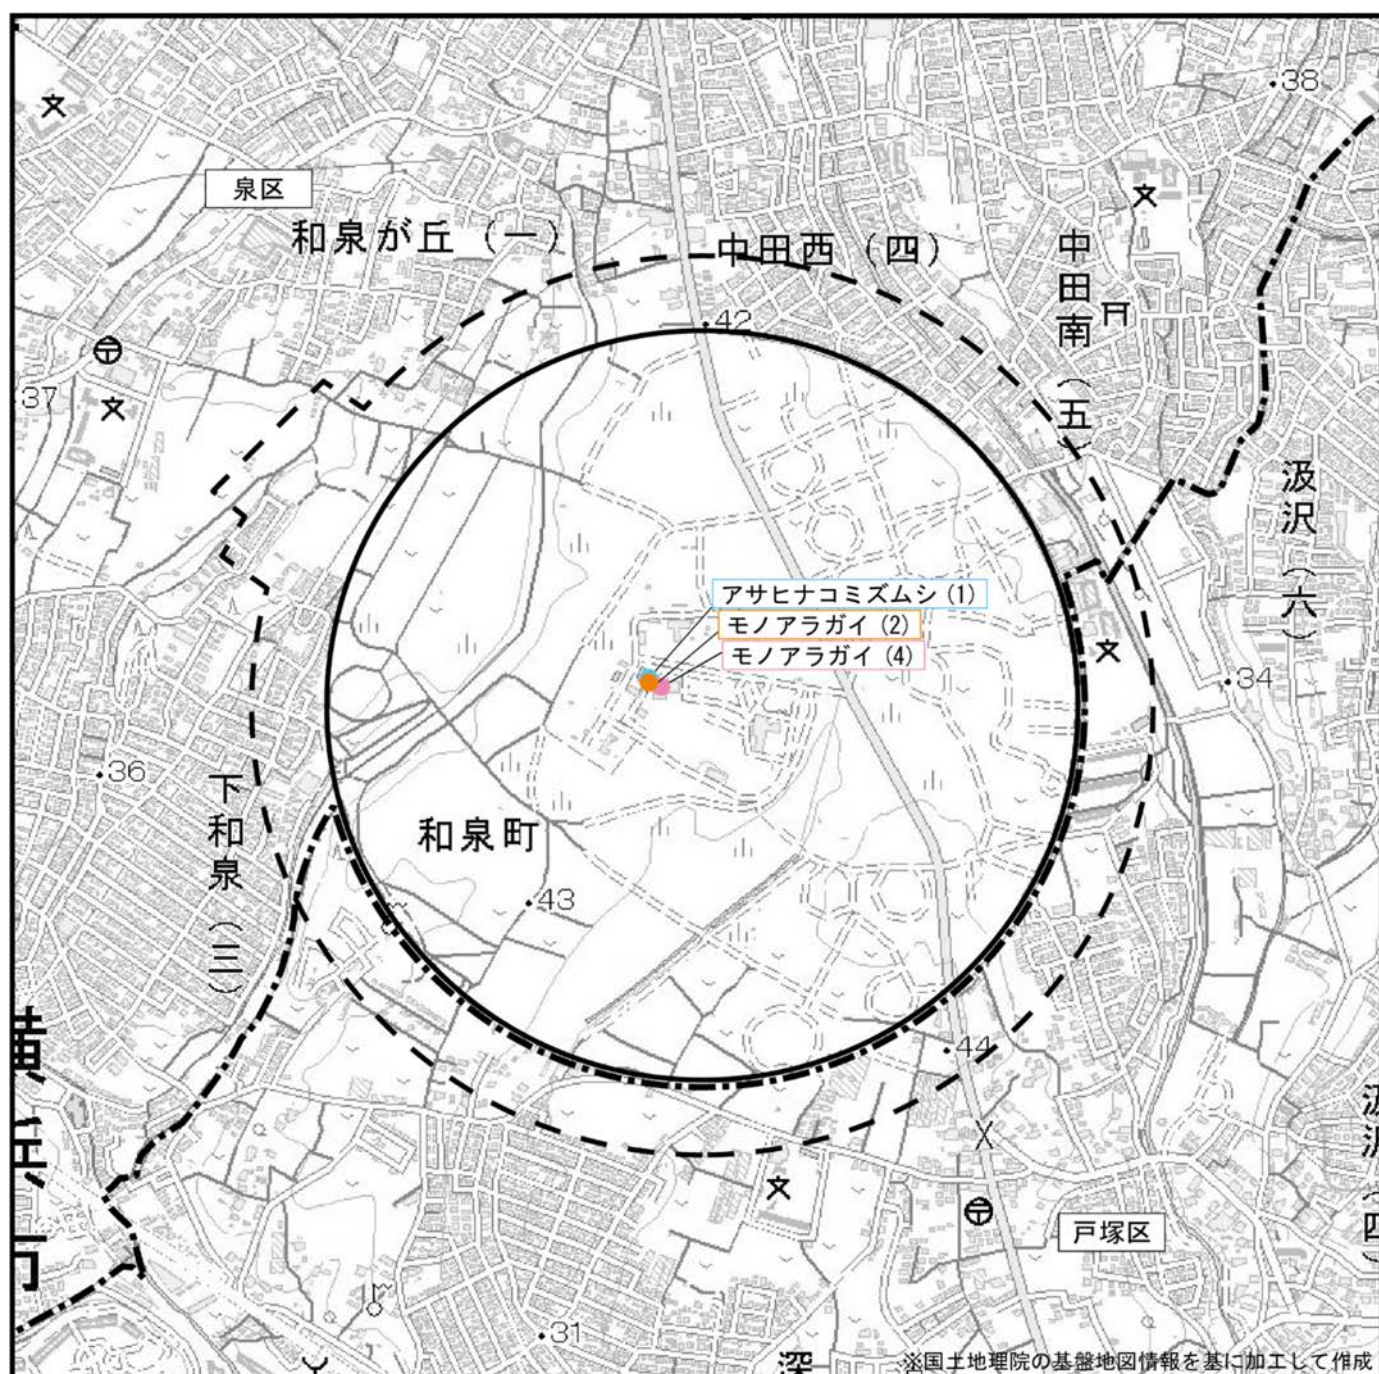 38
泉区
和泉が丘（一）
中田西（四）
中田南（五）
42
37
汲沢（六）
アサヒナコミズムシ（1）
モノアラガイ（2）
モノアラガイ（4）
34
36
下和泉（三）
和泉町
43
44
横浜市
汲沢（四）
戸塚区
31
深
※国土地理院の基盤地図情報を基に加工して作成